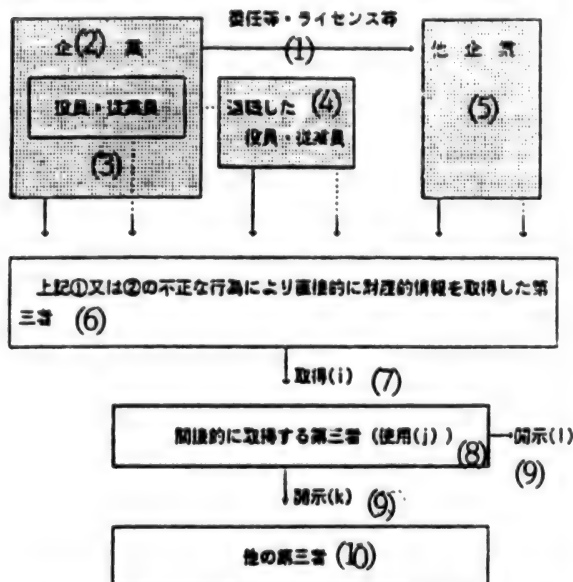 委任等・ライセンス等
(1)
企(2)業
他企業
役員・従業員
退職した (4)
役員・従業員
(5)
(3)
上記①又は②の不正な行為により直接的に財産的情報を取得した第
三者 (6)
取得(i) (7)
間接的に取得する第三者(使用(j)) (8)
開示(l)
(9)
開示(k) (9)
他の第三者 (10)